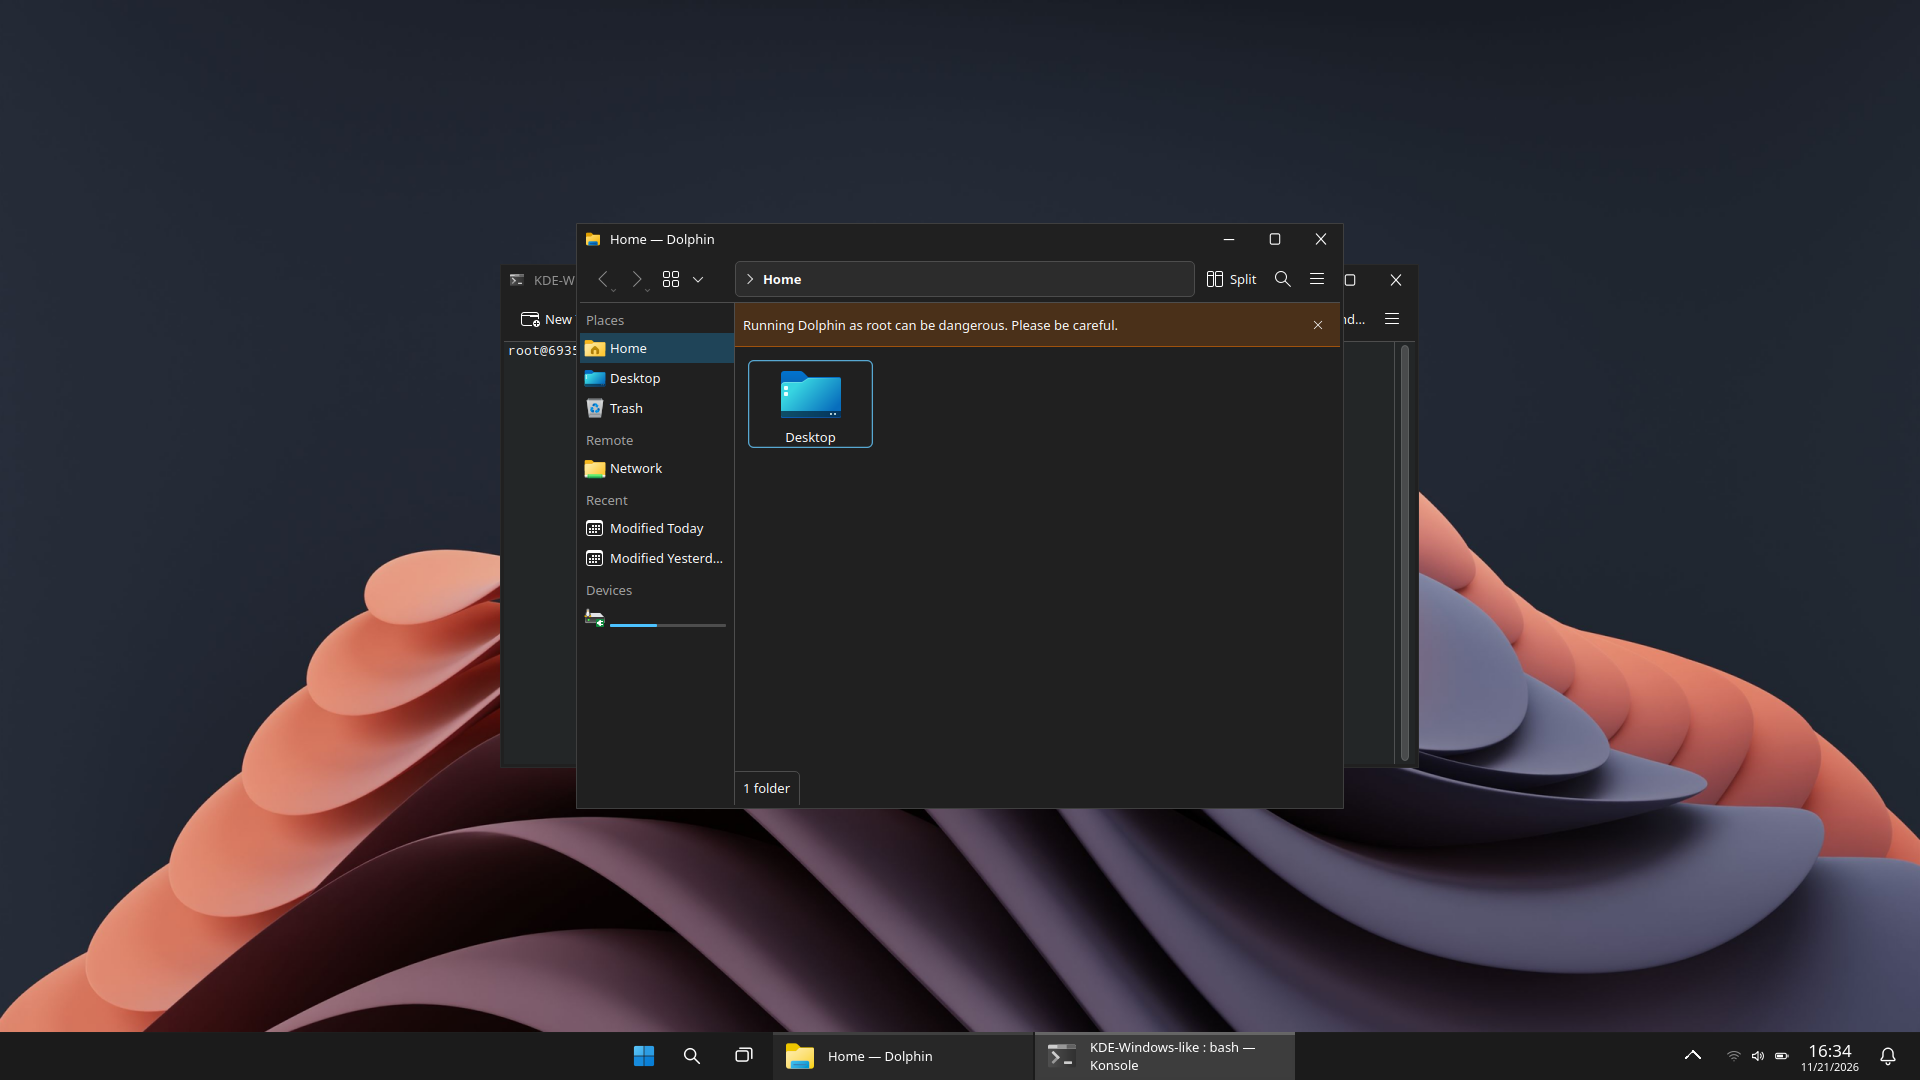 Home — Dolphin
KDE-W
Home
Split
New
nd...
Places
Running Dolphin as root can be dangerous. Please be careful.
Home
root@6935
Desktop
Trash
Desktop
Remote
Network
Recent
Modified Today
Modified Yesterd...
Devices
1 folder
Home — Dolphin
KDE-Windows-like : bash —
Konsole
16:34
11/21/2026